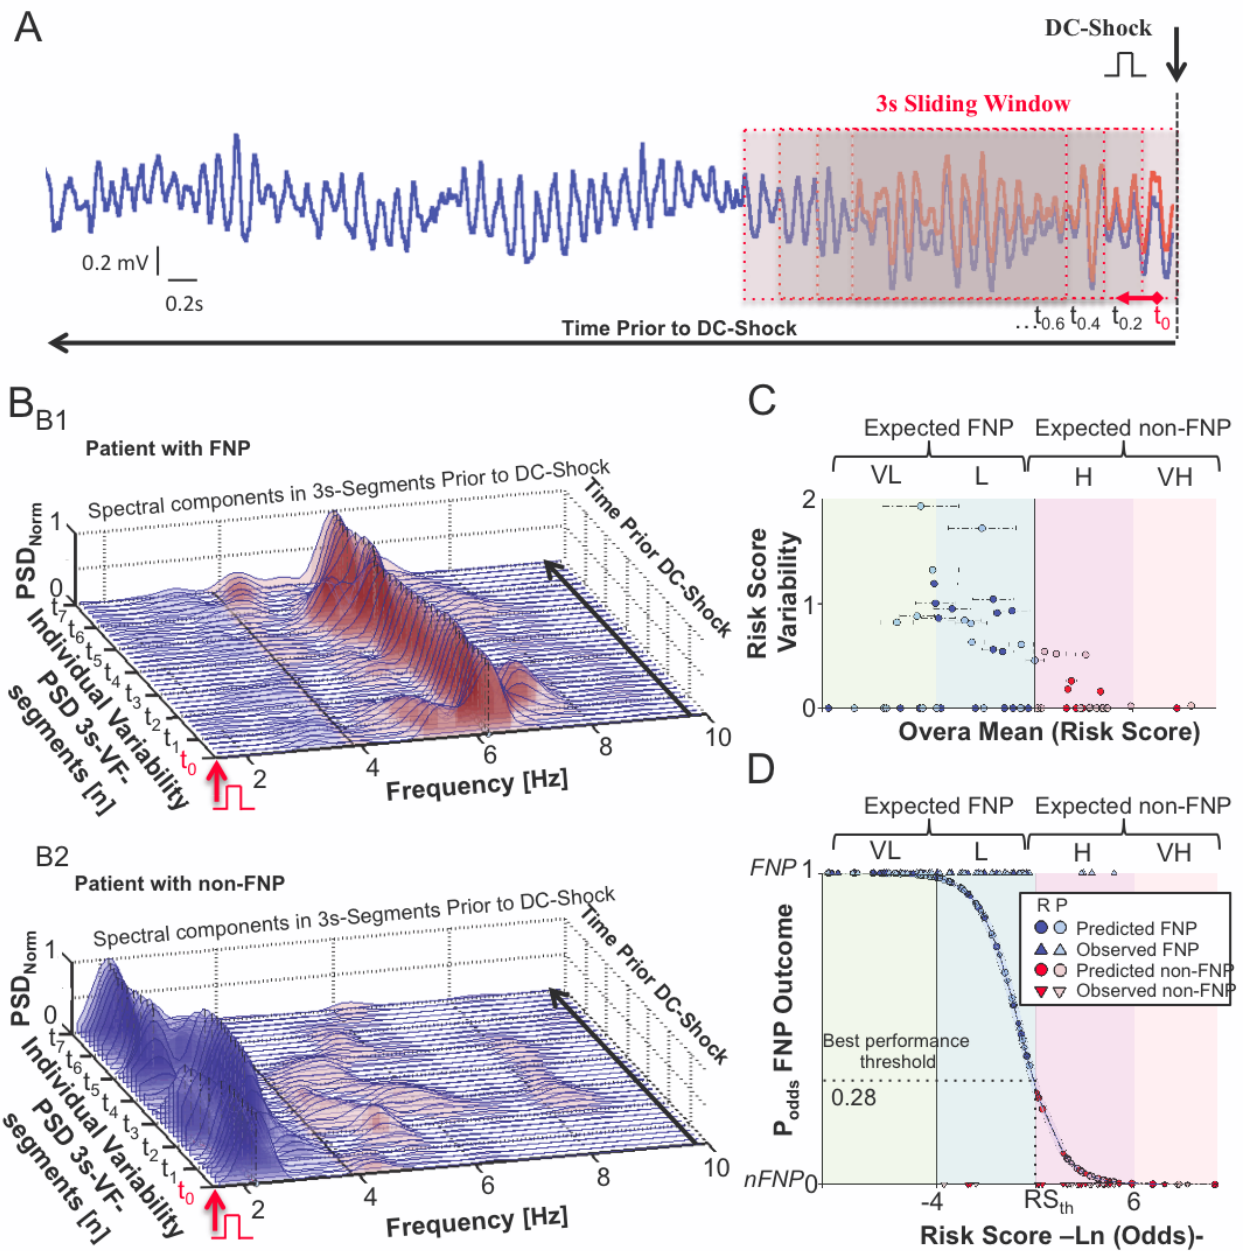 A
DC-Shock
3s Sliding Window
0.2 mV
0.2s
...t0.6 t0.4 t0.2 t0
Time Prior to DC-Shock
B
B1
Patient with FNP
Spectral components in 3s-Segments Prior to DC-Shock
Time Prior DC-Shock
PSDNorm
1
0
t7
t6
t5
t4
t3
t2
t1
t0
Individual Variability
PSD 3s-VF-
segments [n]
2
4
6
8
10
Frequency [Hz]
B2
Patient with non-FNP
Spectral components in 3s-Segments Prior to DC-Shock
Time Prior DC-Shock
PSDNorm
1
0
t7
t6
t5
t4
t3
t2
t1
t0
Individual Variability
PSD 3s-VF-
segments [n]
2
4
6
8
10
Frequency [Hz]
C
Expected FNP Expected non-FNP
VL L H VH
2
1
0
Risk Score
Variability
Overa Mean (Risk Score)
D
Expected FNP Expected non-FNP
VL L H VH
FNP 1
R P
Predicted FNP
Observed FNP
Predicted non-FNP
Observed non-FNP
Best performance
threshold
0.28
Podds FNP Outcome
nFNP 0
-4 RSth 6
Risk Score –Ln (Odds)-